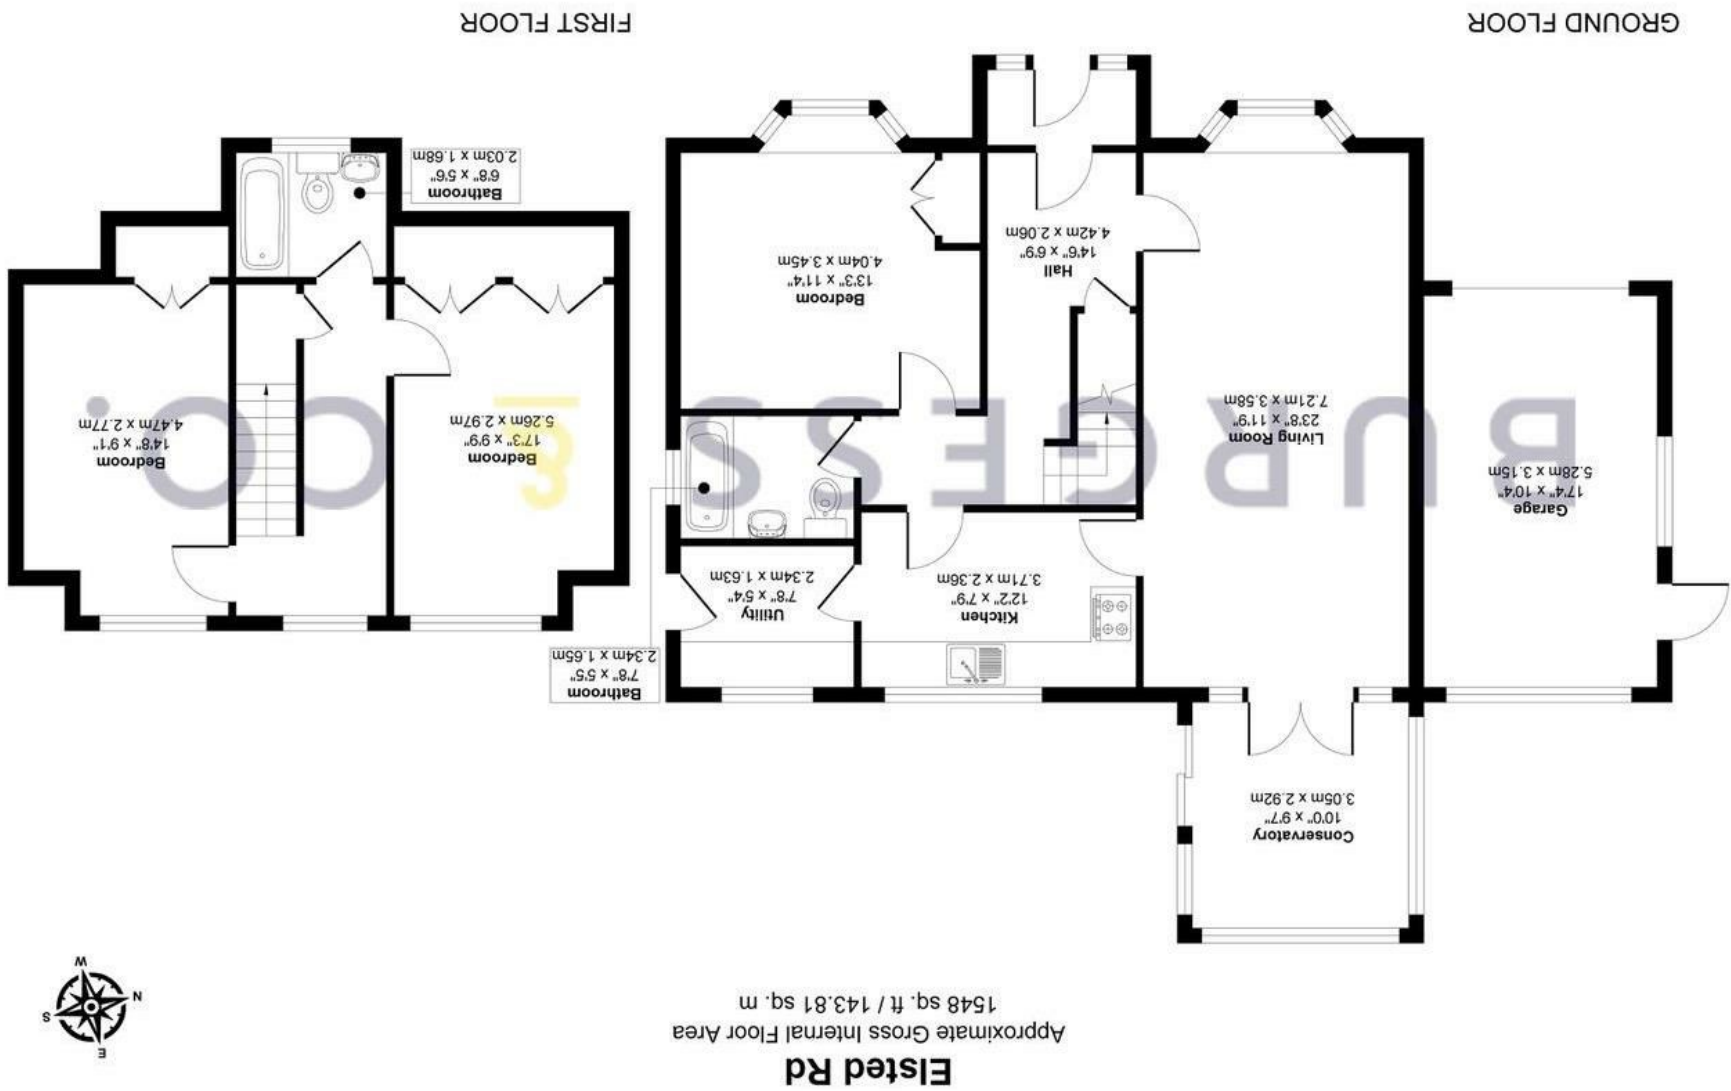 Elsted Rd
Approximate Gross Internal Floor Area
1548 sq. ft / 143.81 sq. m
E
S
N
W
Conservatory
10'0" x 9'7"
3.05m x 2.92m
Garage
17'4" x 10'4"
5.28m x 3.15m
Living Room
23'8" x 11'9"
7.21m x 3.58m
Kitchen
12'2" x 7'9"
3.71m x 2.36m
Utility
7'8" x 5'4"
2.34m x 1.63m
Bathroom
7'8" x 5'5"
2.34m x 1.65m
Hall
14'6" x 6'9"
4.42m x 2.06m
Bedroom
13'3" x 11'4"
4.04m x 3.45m
Bedroom
17'3" x 9'9"
5.26m x 2.97m
Bedroom
14'8" x 9'1"
4.47m x 2.77m
Bathroom
6'8" x 5'6"
2.03m x 1.68m
BURGESS & CO.
GROUND FLOOR
FIRST FLOOR